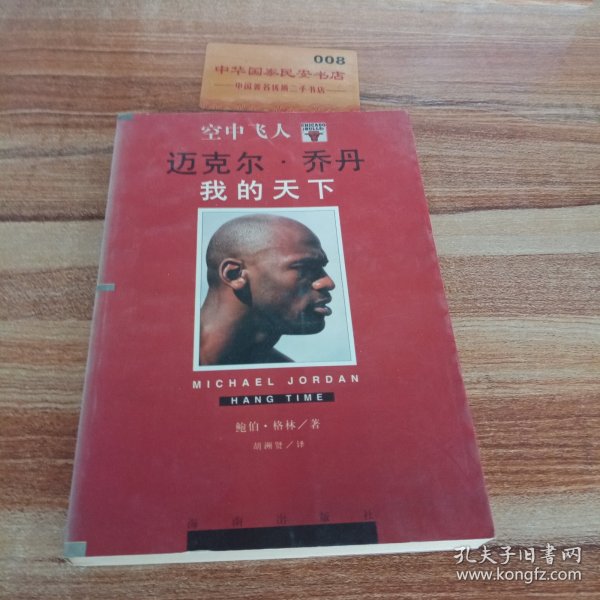 008
中华国泰民安书店
中国著名优质二手书店
空中飞人
CHICAGO
BULLS
迈克尔·乔丹
我的天下
MICHAEL JORDAN
HANG TIME
鲍伯·格林／著
胡洲贤／译
海南出版社
孔夫子旧书网
www.kongfz.com